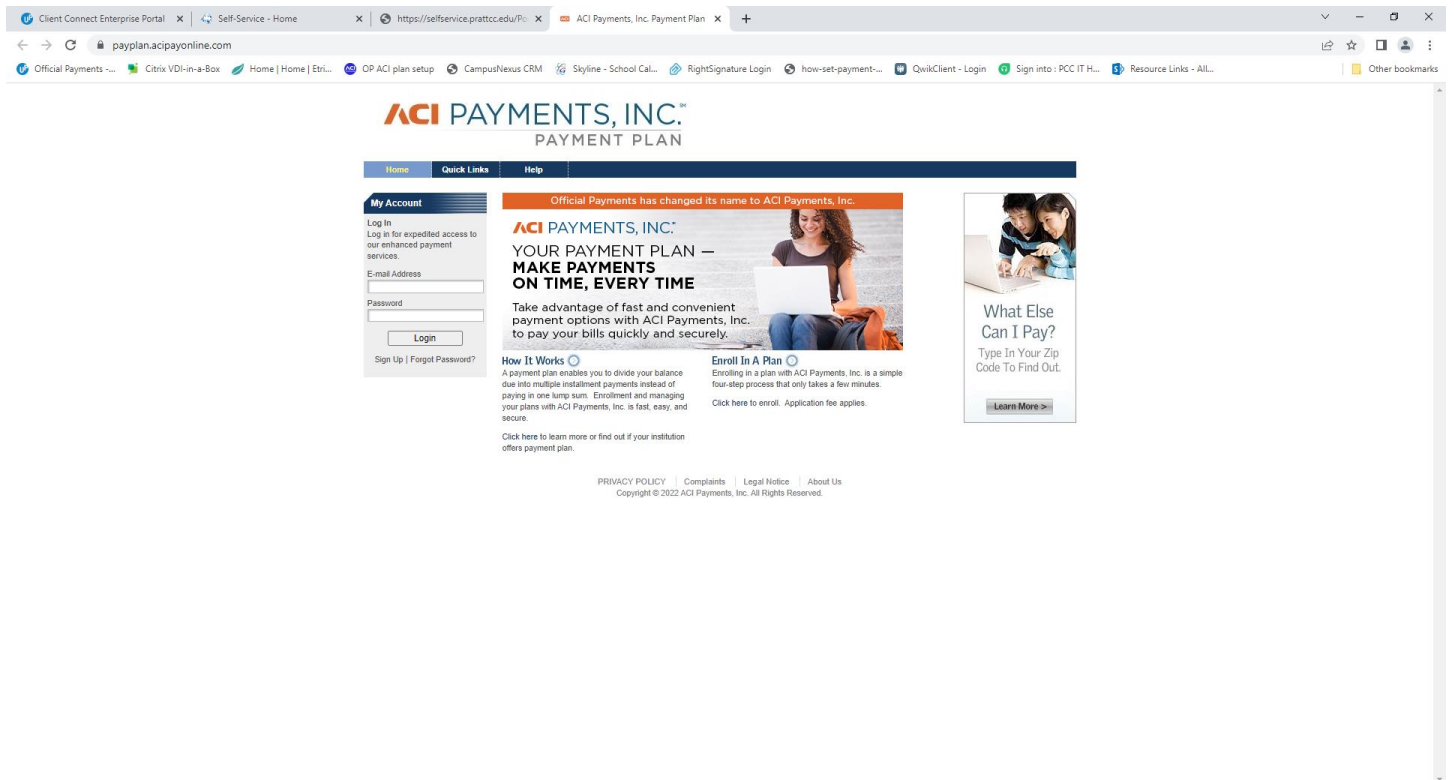 Client Connect Enterprise Portal
Self-Service - Home
https://selfservice.prattcc.edu/Po
ACI Payments, Inc. Payment Plan
payplan.acipayonline.com
Official Payments -...
Citrix VDI-in-a-Box
Home | Home | Etri...
OP ACI plan setup
CampusNexus CRM
Skyline - School Cal...
RightSignature Login
how-set-payment-...
QwikClient - Login
Sign into : PCC IT H...
Resource Links - All...
Other bookmarks
ACI PAYMENTS, INC.℠
PAYMENT PLAN
Home Quick Links Help
My Account
Log In
Log in for expedited access to
our enhanced payment
services.
E-mail Address
Password
Login
Sign Up | Forgot Password?
Official Payments has changed its name to ACI Payments, Inc.
ACI PAYMENTS, INC.℠
YOUR PAYMENT PLAN —
MAKE PAYMENTS
ON TIME, EVERY TIME
Take advantage of fast and convenient
payment options with ACI Payments, Inc.
to pay your bills quickly and securely.
How It Works
A payment plan enables you to divide your balance
due into multiple installment payments instead of
paying in one lump sum. Enrollment and managing
your plans with ACI Payments, Inc. is fast, easy, and
secure.
Click here to learn more or find out if your institution
offers payment plan.
Enroll In A Plan
Enrolling in a plan with ACI Payments, Inc. is a simple
four-step process that only takes a few minutes.
Click here to enroll. Application fee applies.
What Else
Can I Pay?
Type In Your Zip
Code To Find Out.
Learn More >
PRIVACY POLICY | Complaints | Legal Notice | About Us
Copyright © 2022 ACI Payments, Inc. All Rights Reserved.